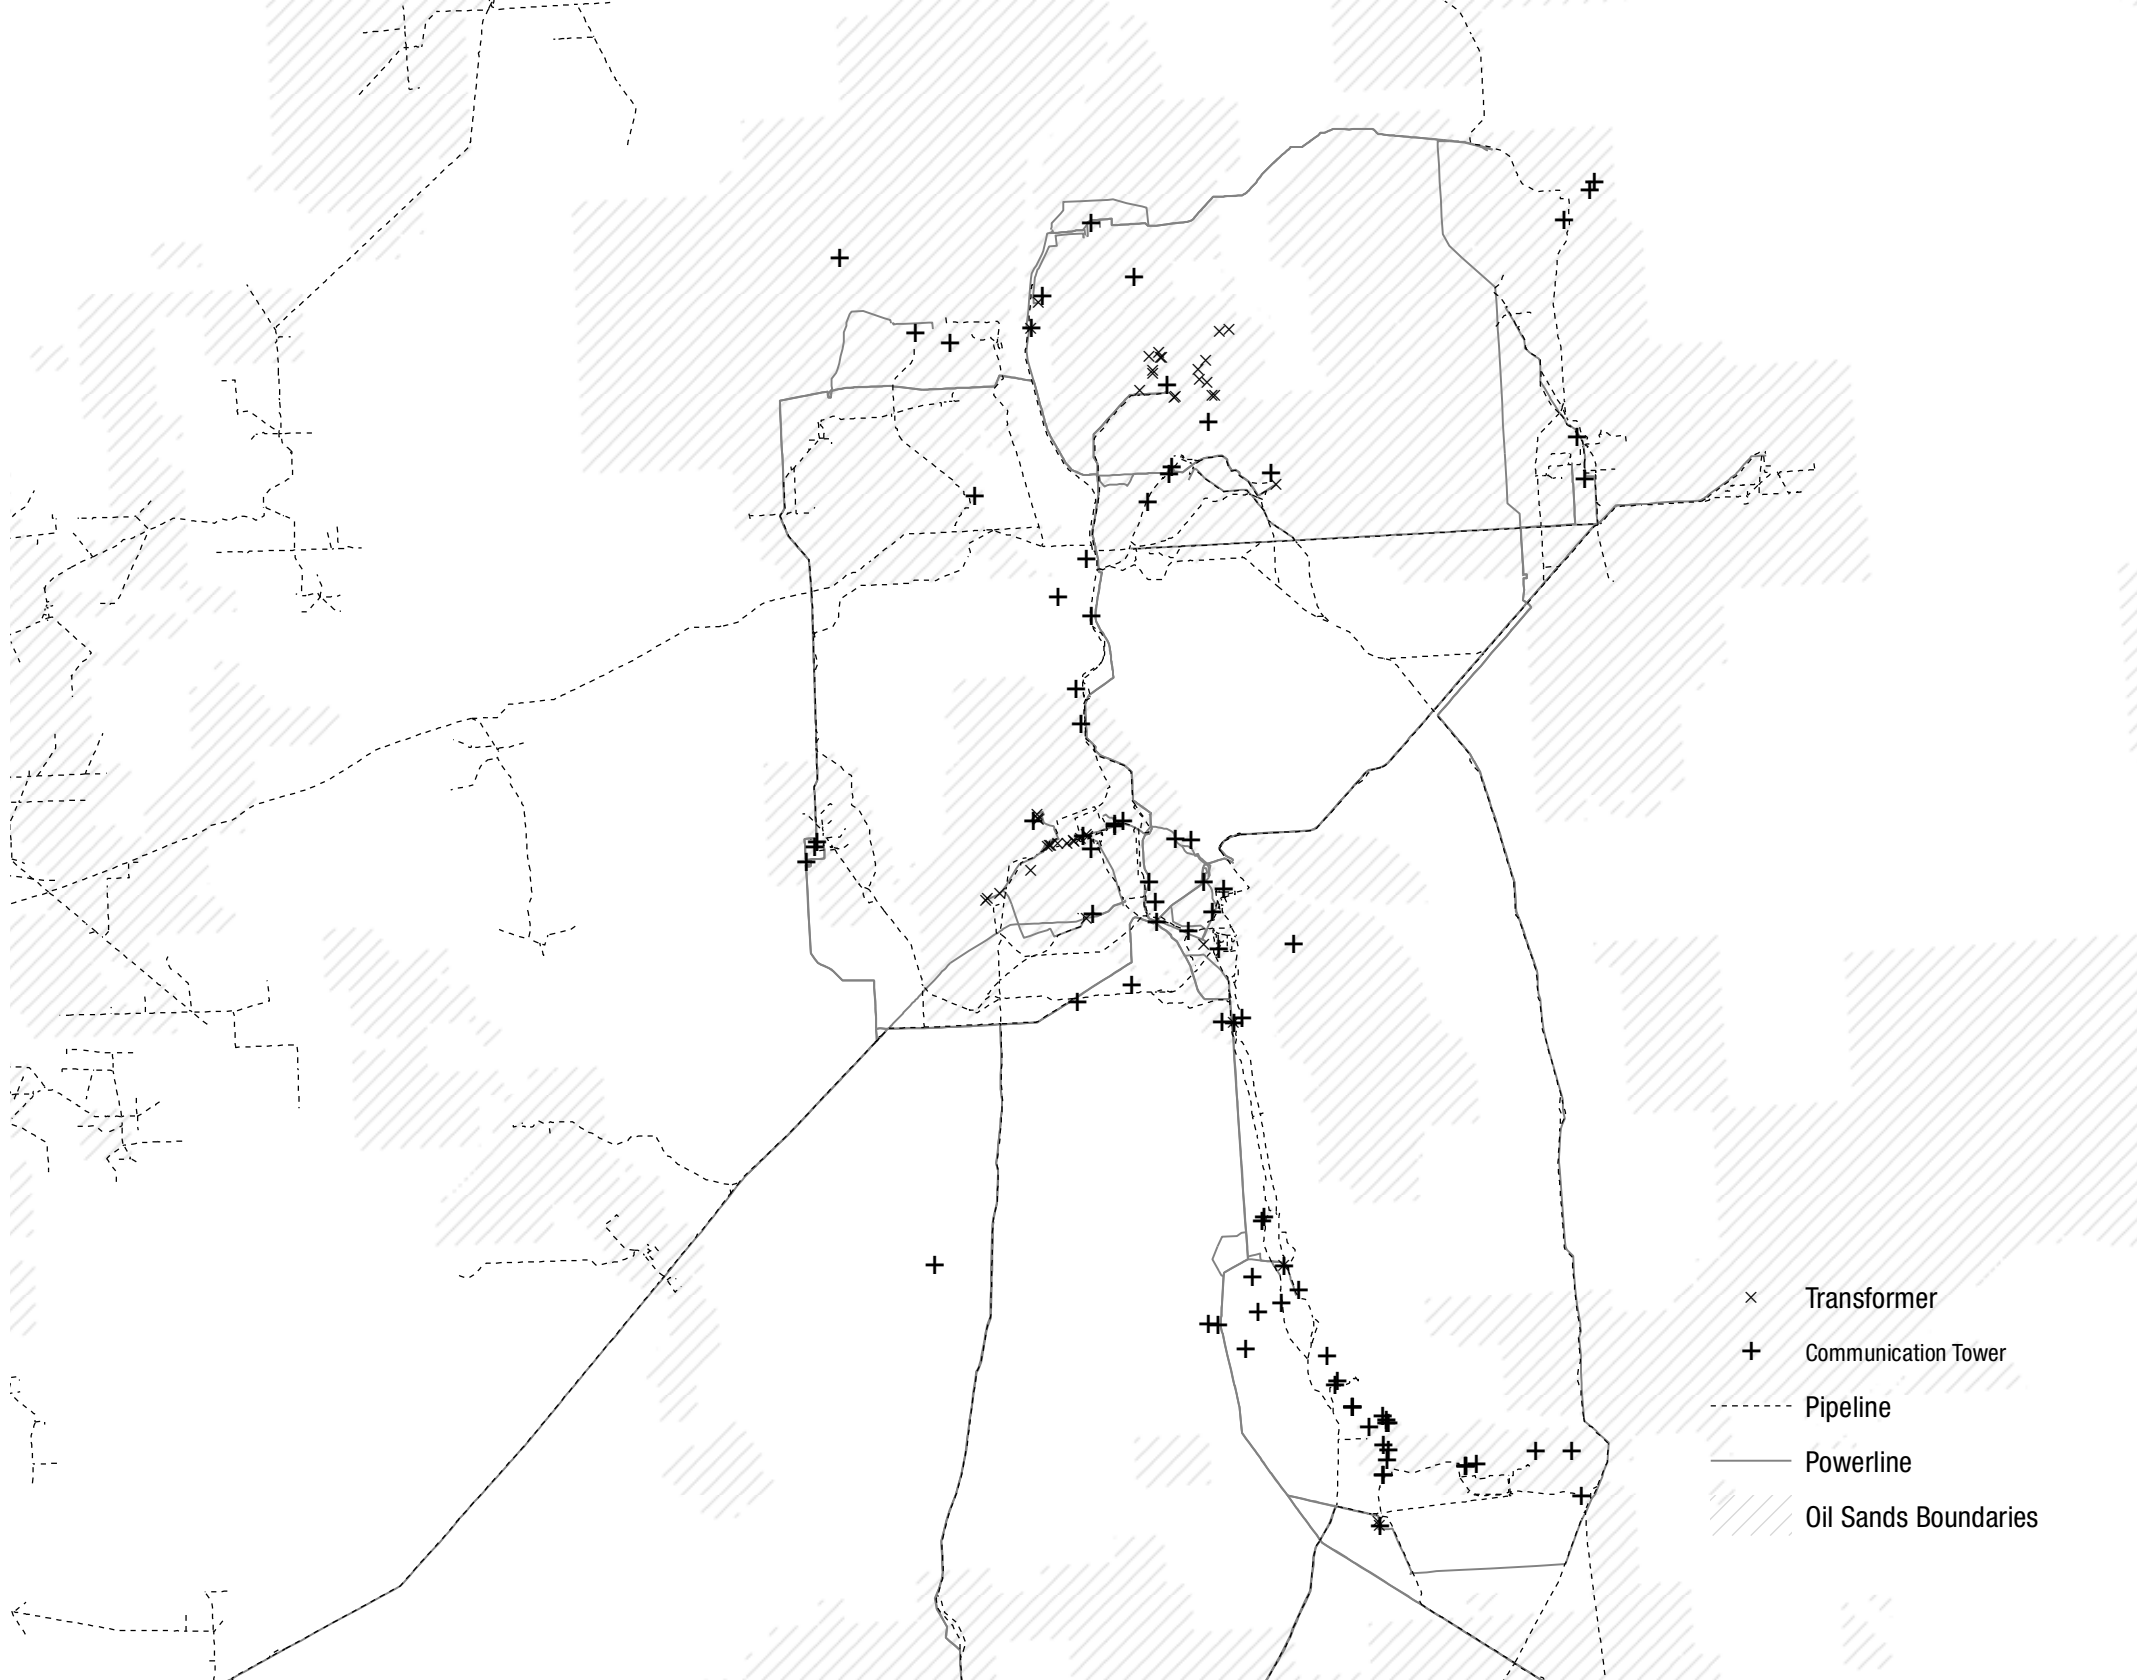 Transformer
Communication Tower
Pipeline
Powerline
Oil Sands Boundaries